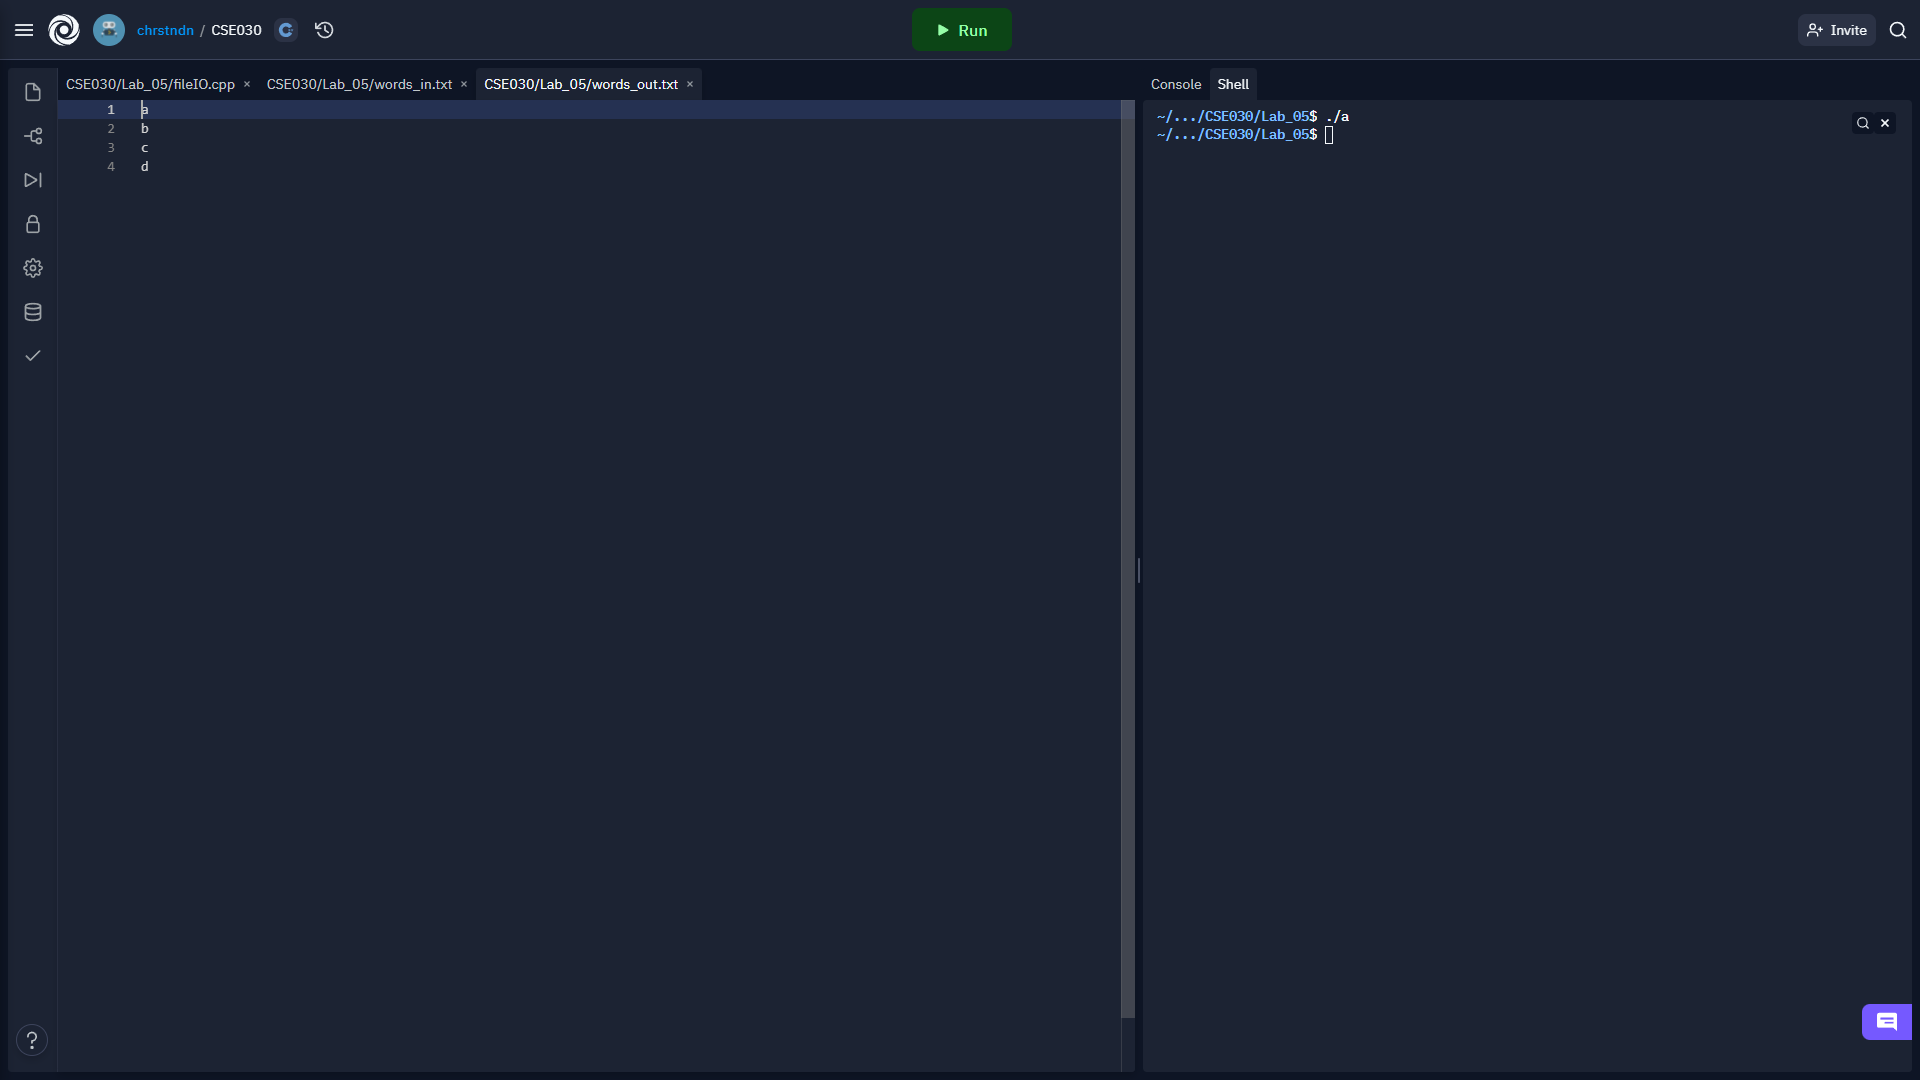 chrstndn / CSE030
Run
Invite
CSE030/Lab_05/fileIO.cpp × CSE030/Lab_05/words_in.txt × CSE030/Lab_05/words_out.txt ×
1 a
2 b
3 c
4 d
Console Shell
~/.../CSE030/Lab_05$ ./a
~/.../CSE030/Lab_05$
?